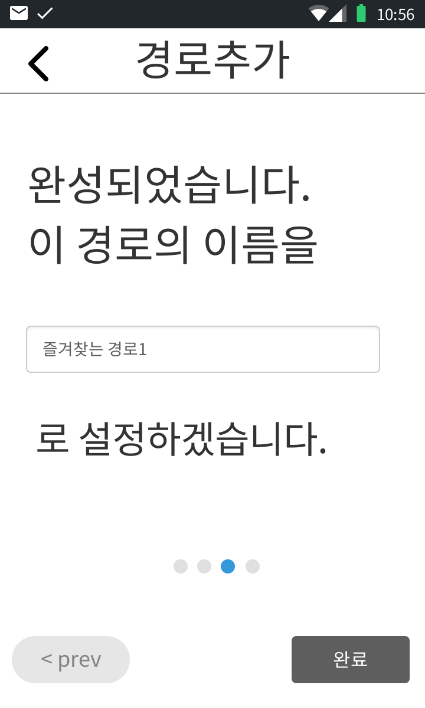 10:56
경로추가
완성되었습니다.
이 경로의 이름을
즐겨찾는 경로1
로 설정하겠습니다.
< prev
완료